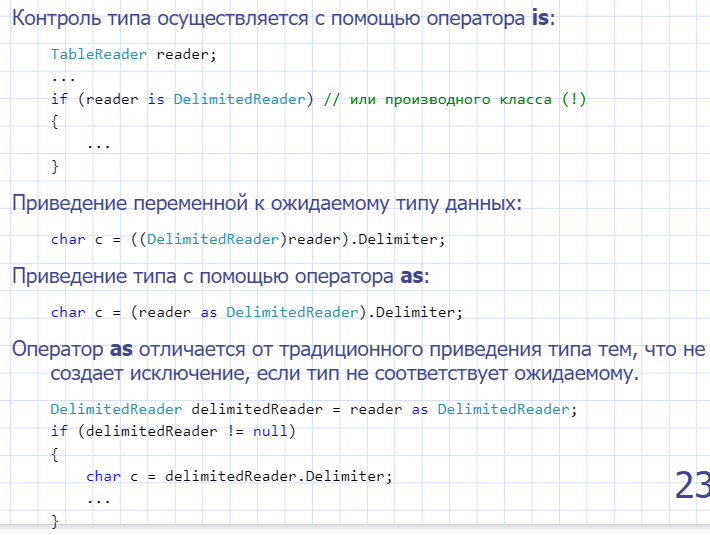 Контроль типа осуществляется с помощью оператора is:
TableReader reader;
...
if (reader is DelimitedReader) // или производного класса (!)
{
...
}
Приведение переменной к ожидаемому типу данных:
char c = ((DelimitedReader)reader).Delimiter;
Приведение типа с помощью оператора as:
char c = (reader as DelimitedReader).Delimiter;
Оператор as отличается от традиционного приведения типа тем, что не
создает исключение, если тип не соответствует ожидаемому.
DelimitedReader delimitedReader = reader as DelimitedReader;
if (delimitedReader != null)
{
char c = delimitedReader.Delimiter;
...
}
23